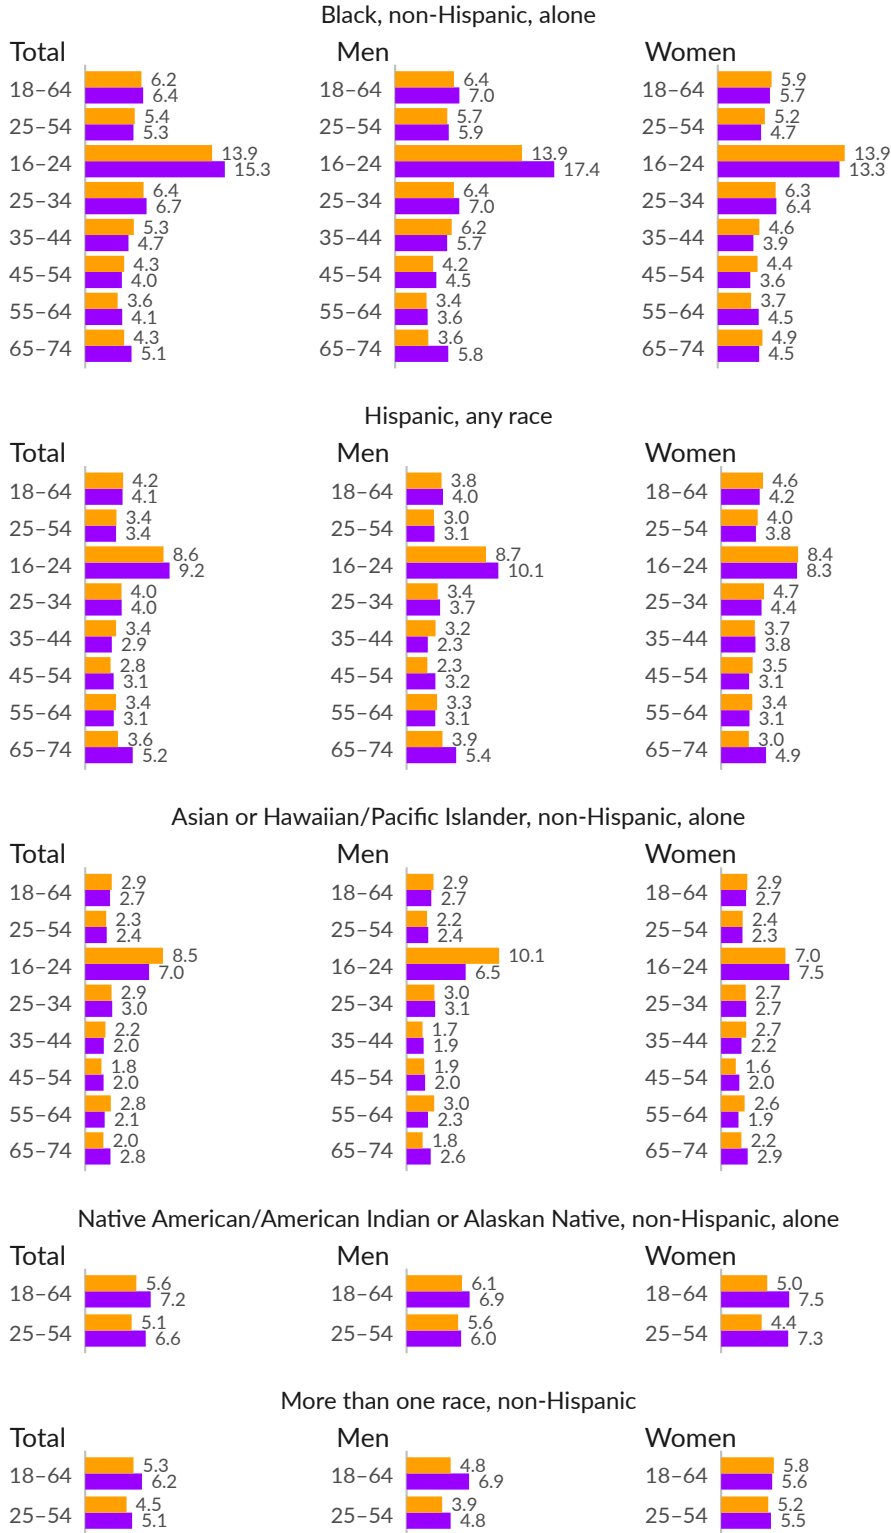 Black, non-Hispanic, alone
Total Men Women
18–64 6.2 18–64 6.4 18–64 5.9
6.4 7.0 5.7
25–54 5.4 25–54 5.7 25–54 5.2
5.3 5.9 4.7
16–24 13.9 16–24 13.9 16–24 13.9
15.3 17.4 13.3
25–34 6.4 25–34 6.4 25–34 6.3
6.7 7.0 6.4
35–44 5.3 35–44 6.2 35–44 4.6
4.7 5.7 3.9
45–54 4.3 45–54 4.2 45–54 4.4
4.0 4.5 3.6
55–64 3.6 55–64 3.4 55–64 3.7
4.1 3.6 4.5
65–74 4.3 65–74 3.6 65–74 4.9
5.1 5.8 4.5
Hispanic, any race
Total Men Women
18–64 4.2 18–64 3.8 18–64 4.6
4.1 4.0 4.2
25–54 3.4 25–54 3.0 25–54 4.0
3.4 3.1 3.8
16–24 8.6 16–24 8.7 16–24 8.4
9.2 10.1 8.3
25–34 4.0 25–34 3.4 25–34 4.7
4.0 3.7 4.4
35–44 3.4 35–44 3.2 35–44 3.7
2.9 2.3 3.8
45–54 2.8 45–54 2.3 45–54 3.5
3.1 3.2 3.1
55–64 3.4 55–64 3.3 55–64 3.4
3.1 3.1 3.1
65–74 3.6 65–74 3.9 65–74 3.0
5.2 5.4 4.9
Asian or Hawaiian/Pacific Islander, non-Hispanic, alone
Total Men Women
18–64 2.9 18–64 2.9 18–64 2.9
2.7 2.7 2.7
25–54 2.3 25–54 2.2 25–54 2.4
2.4 2.4 2.3
16–24 8.5 16–24 10.1 16–24 7.0
7.0 6.5 7.5
25–34 2.9 25–34 3.0 25–34 2.7
3.0 3.1 2.7
35–44 2.2 35–44 1.7 35–44 2.7
2.0 1.9 2.2
45–54 1.8 45–54 1.9 45–54 1.6
2.0 2.0 2.0
55–64 2.8 55–64 3.0 55–64 2.6
2.1 2.3 1.9
65–74 2.0 65–74 1.8 65–74 2.2
2.8 2.6 2.9
Native American/American Indian or Alaskan Native, non-Hispanic, alone
Total Men Women
18–64 5.6 18–64 6.1 18–64 5.0
7.2 6.9 7.5
25–54 5.1 25–54 5.6 25–54 4.4
6.6 6.0 7.3
More than one race, non-Hispanic
Total Men Women
18–64 5.3 18–64 4.8 18–64 5.8
6.2 6.9 5.6
25–54 4.5 25–54 3.9 25–54 5.2
5.1 4.8 5.5